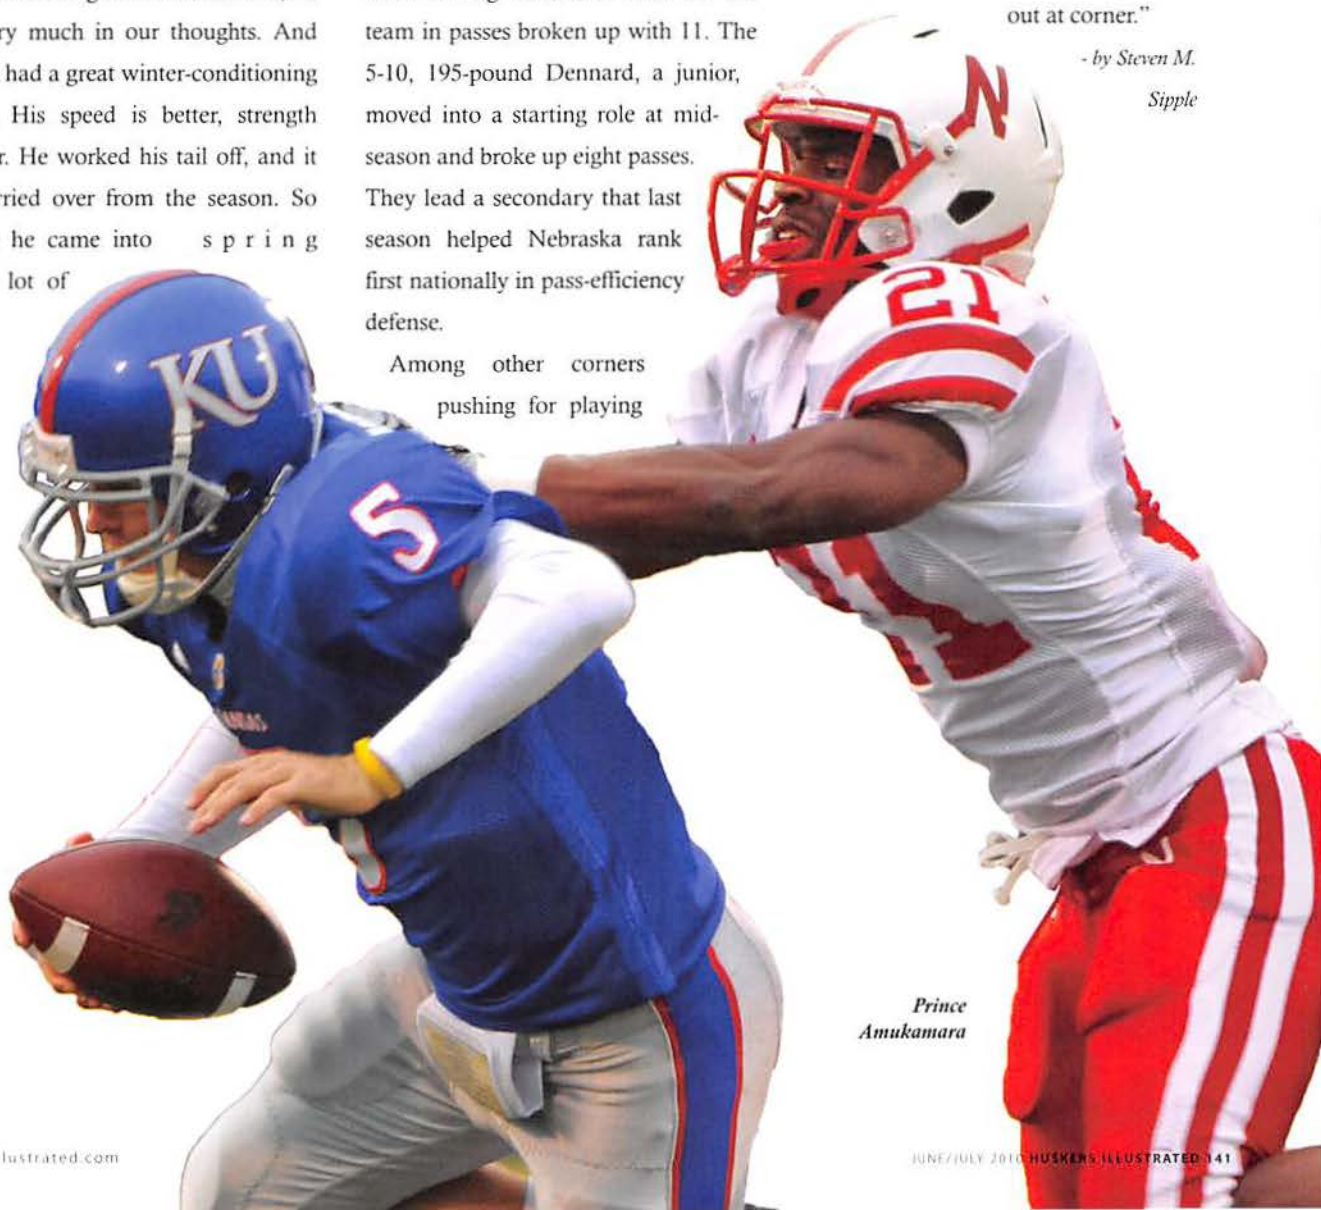 ry much in our thoughts. And
had a great winter-conditioning
His speed is better, strength
r. He worked his tail off, and it
rried over from the season. So
he came into spring
lot of
team in passes broken up with 11. The
5-10, 195-pound Dennard, a junior,
moved into a starting role at mid-
season and broke up eight passes.
They lead a secondary that last
season helped Nebraska rank
first nationally in pass-efficiency
defense.
Among other corners
pushing for playing
out at corner.”
- by Steven M.
Sipple
N
21
21
KU
5
Prince
Amukamara
lustrated.com
JUNE/JULY 2010 HUSKERS ILLUSTRATED 141